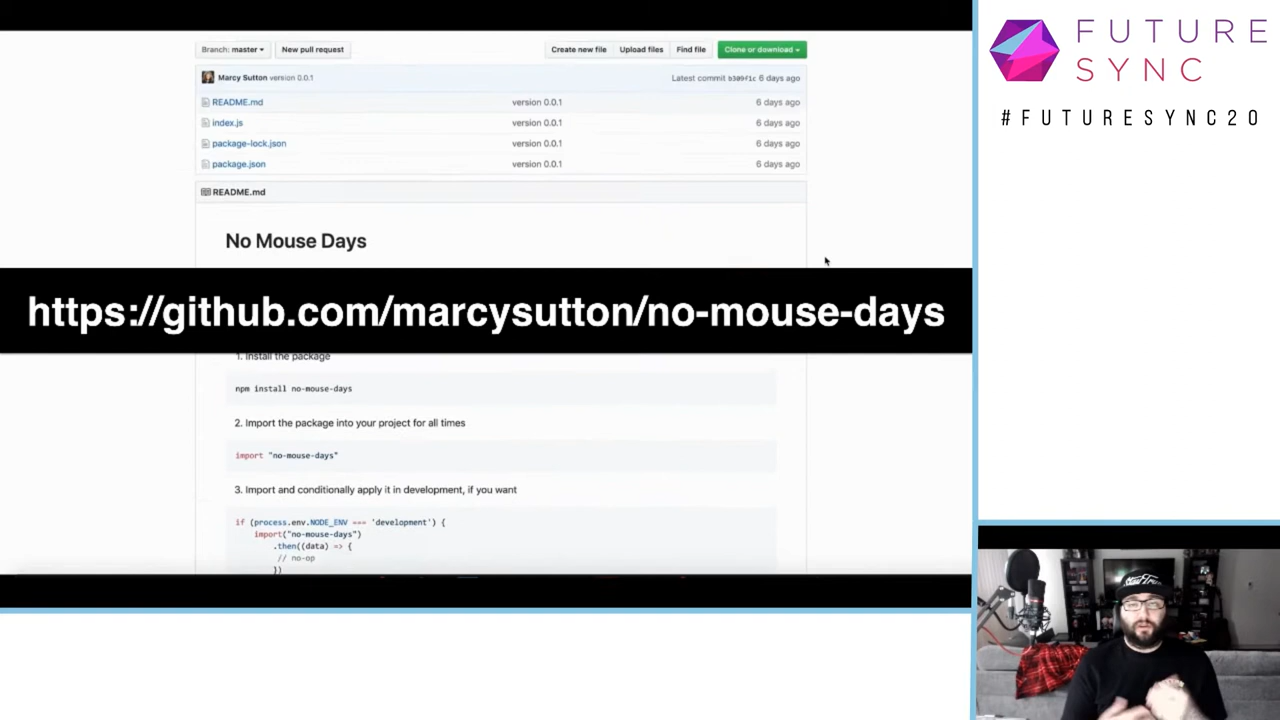 Branch: master
New pull request
Create new file
Upload files
Find file
Clone or download
Marcy Sutton version 0.0.1
Latest commit b309f1c 6 days ago
README.md version 0.0.1 6 days ago
index.js version 0.0.1 6 days ago
package-lock.json version 0.0.1 6 days ago
package.json version 0.0.1 6 days ago
README.md
No Mouse Days
https://github.com/marcysutton/no-mouse-days
1. Install the package
npm install no-mouse-days
2. Import the package into your project for all times
import "no-mouse-days"
3. Import and conditionally apply it in development, if you want
if (process.env.NODE_ENV === 'development') {
import("no-mouse-days")
.then((data) => {
// no-op
})
FUTURE
SYNC
#FUTURESYNC20